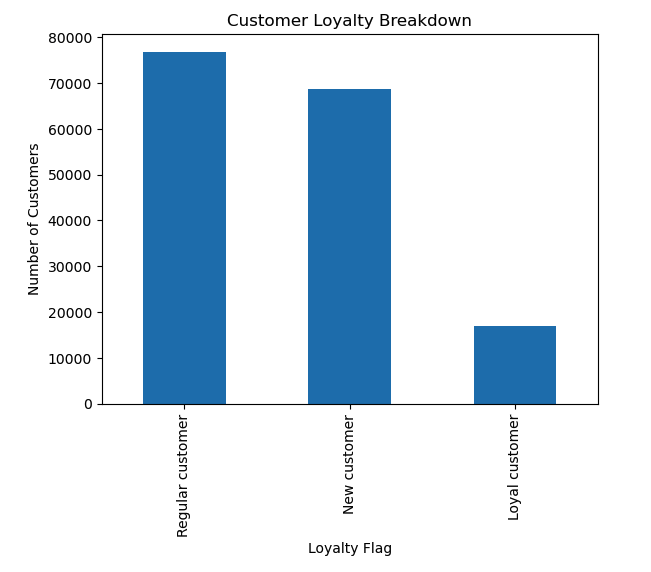 Customer Loyalty Breakdown
80000
70000
60000
50000
40000
30000
20000
10000
0
Number of Customers
Regular customer
New customer
Loyal customer
Loyalty Flag